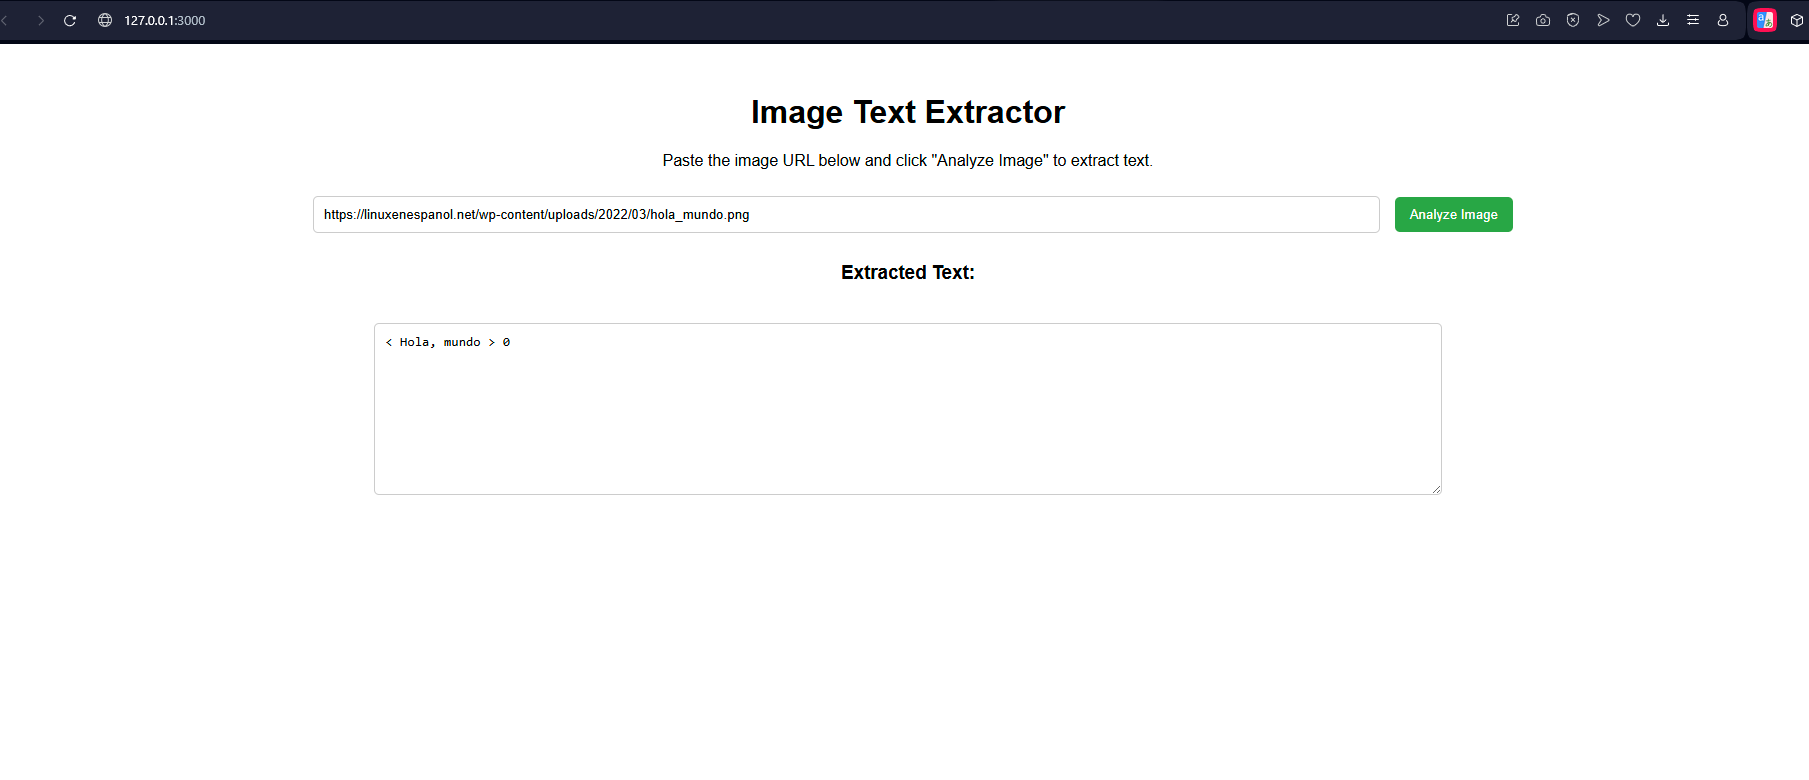 127.0.0.1:3000
Image Text Extractor
Paste the image URL below and click "Analyze Image" to extract text.
https://linuxenespanol.net/wp-content/uploads/2022/03/hola_mundo.png
Analyze Image
Extracted Text:
< Hola, mundo > 0